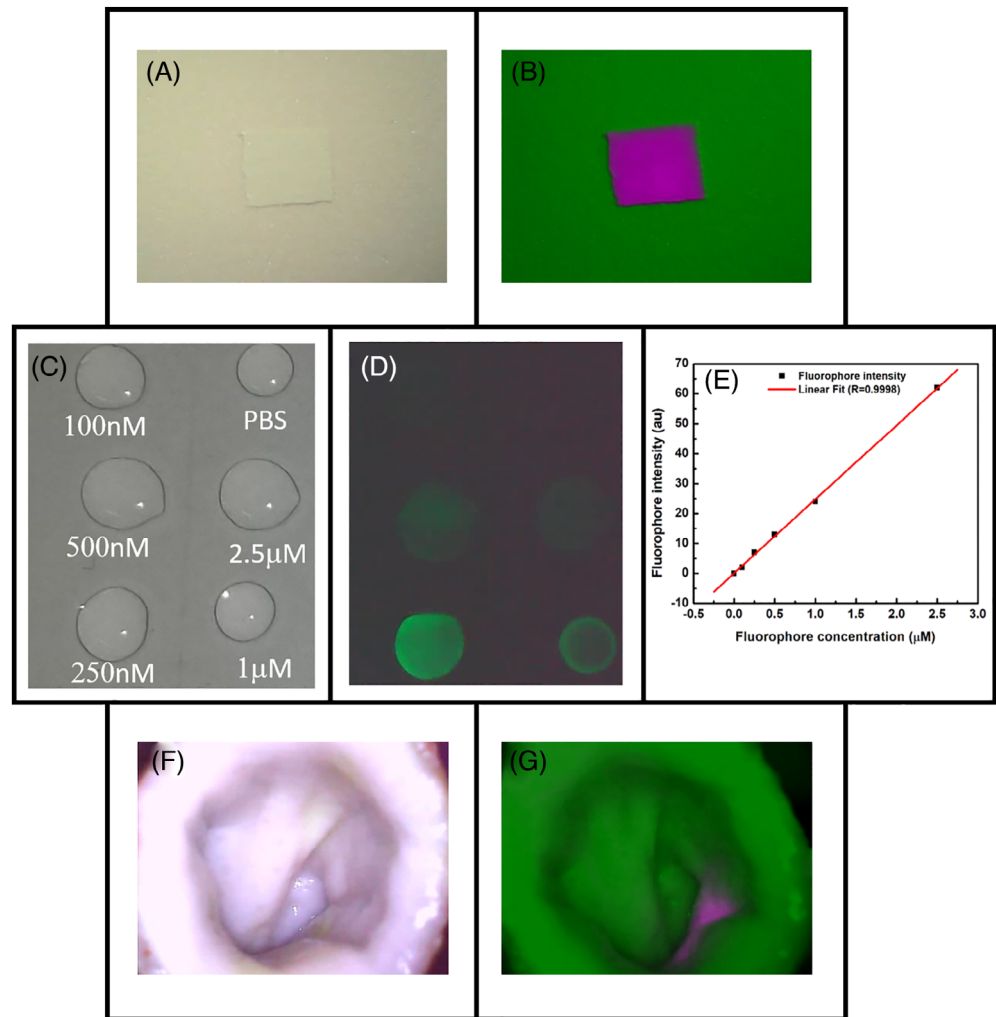 (A)
(B)
(C)
100nM
PBS
500nM
2.5μM
250nM
1μM
(D)
(E)
70
60
50
40
30
20
10
0
-10
Fluorophore intensity (au)
Fluorophore intensity
Linear Fit (R=0.9998)
-0.5
0.0
0.5
1.0
1.5
2.0
2.5
3.0
Fluorophore concentration (μM)
(F)
(G)